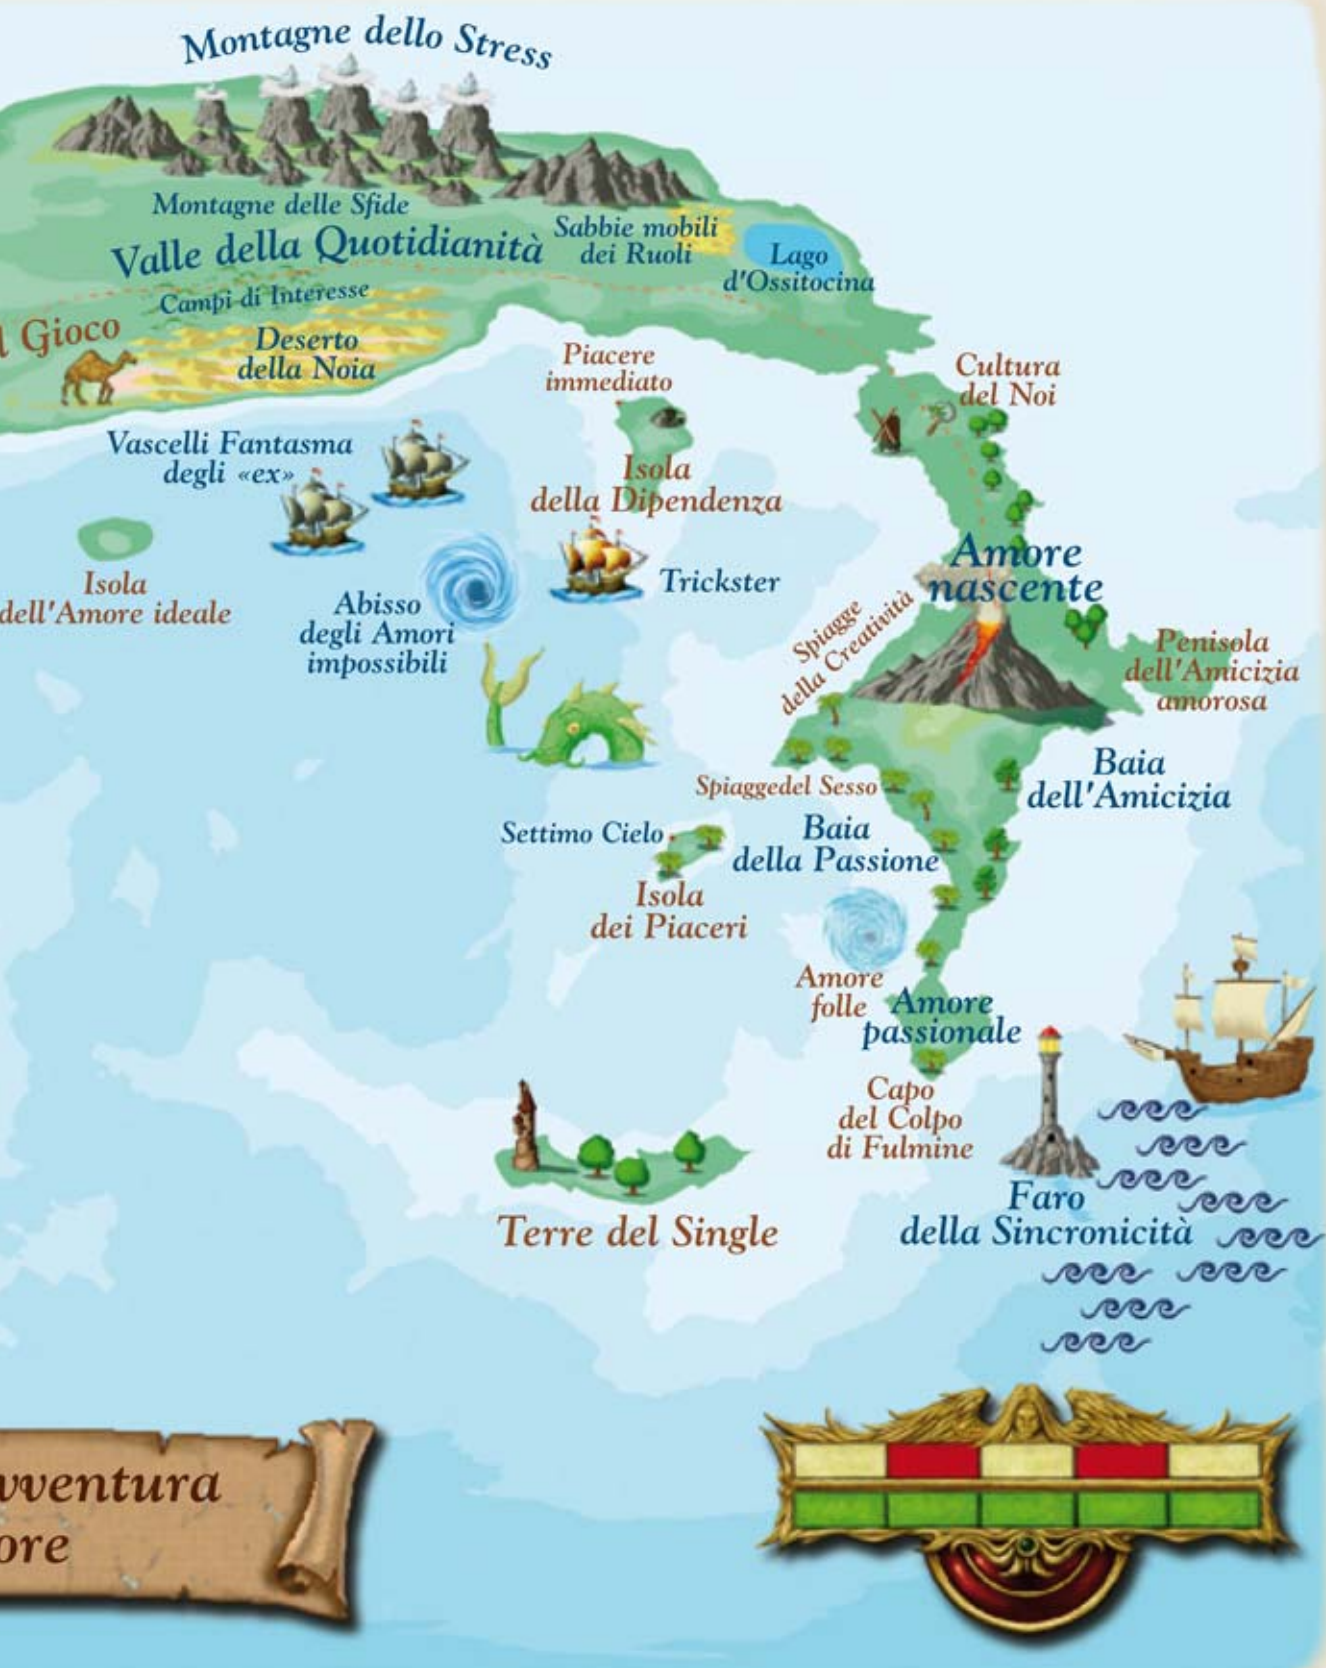 Montagne dello Stress
Montagne delle Sfide
Valle della Quotidianità
Sabbie mobili
dei Ruoli
Lago
d'Ossitocina
Campi di Interesse
l Gioco
Deserto
della Noia
Piacere
immediato
Cultura
del Noi
Vascelli Fantasma
degli «ex»
Isola
della Dipendenza
Amore
nascente
Trickster
Isola
dell'Amore ideale
Abisso
degli Amori
impossibili
Spiagge
della Creatività
Penisola
dell'Amicizia
amorosa
Baia
dell'Amicizia
Spiaggedel Sesso
Settimo Cielo
Baia
della Passione
Isola
dei Piaceri
Amore
folle
Amore
passionale
Capo
del Colpo
di Fulmine
Faro
della Sincronicità
Terre del Single
vventura
ore